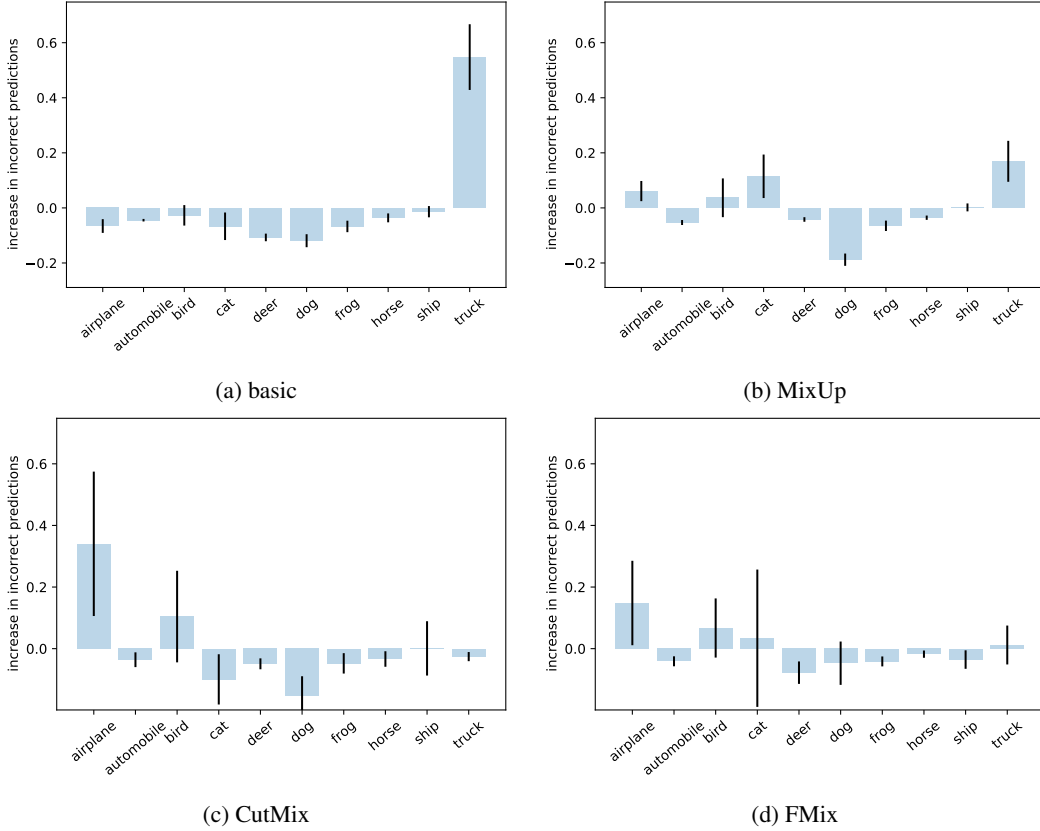 increase in incorrect predictions
0.6
0.4
0.2
0.0
−0.2
airplane
automobile
bird
cat
deer
dog
frog
horse
ship
truck
(a) basic
increase in incorrect predictions
0.6
0.4
0.2
0.0
−0.2
airplane
automobile
bird
cat
deer
dog
frog
horse
ship
truck
(b) MixUp
increase in incorrect predictions
0.6
0.4
0.2
0.0
airplane
automobile
bird
cat
deer
dog
frog
horse
ship
truck
(c) CutMix
increase in incorrect predictions
0.6
0.4
0.2
0.0
airplane
automobile
bird
cat
deer
dog
frog
horse
ship
truck
(d) FMix